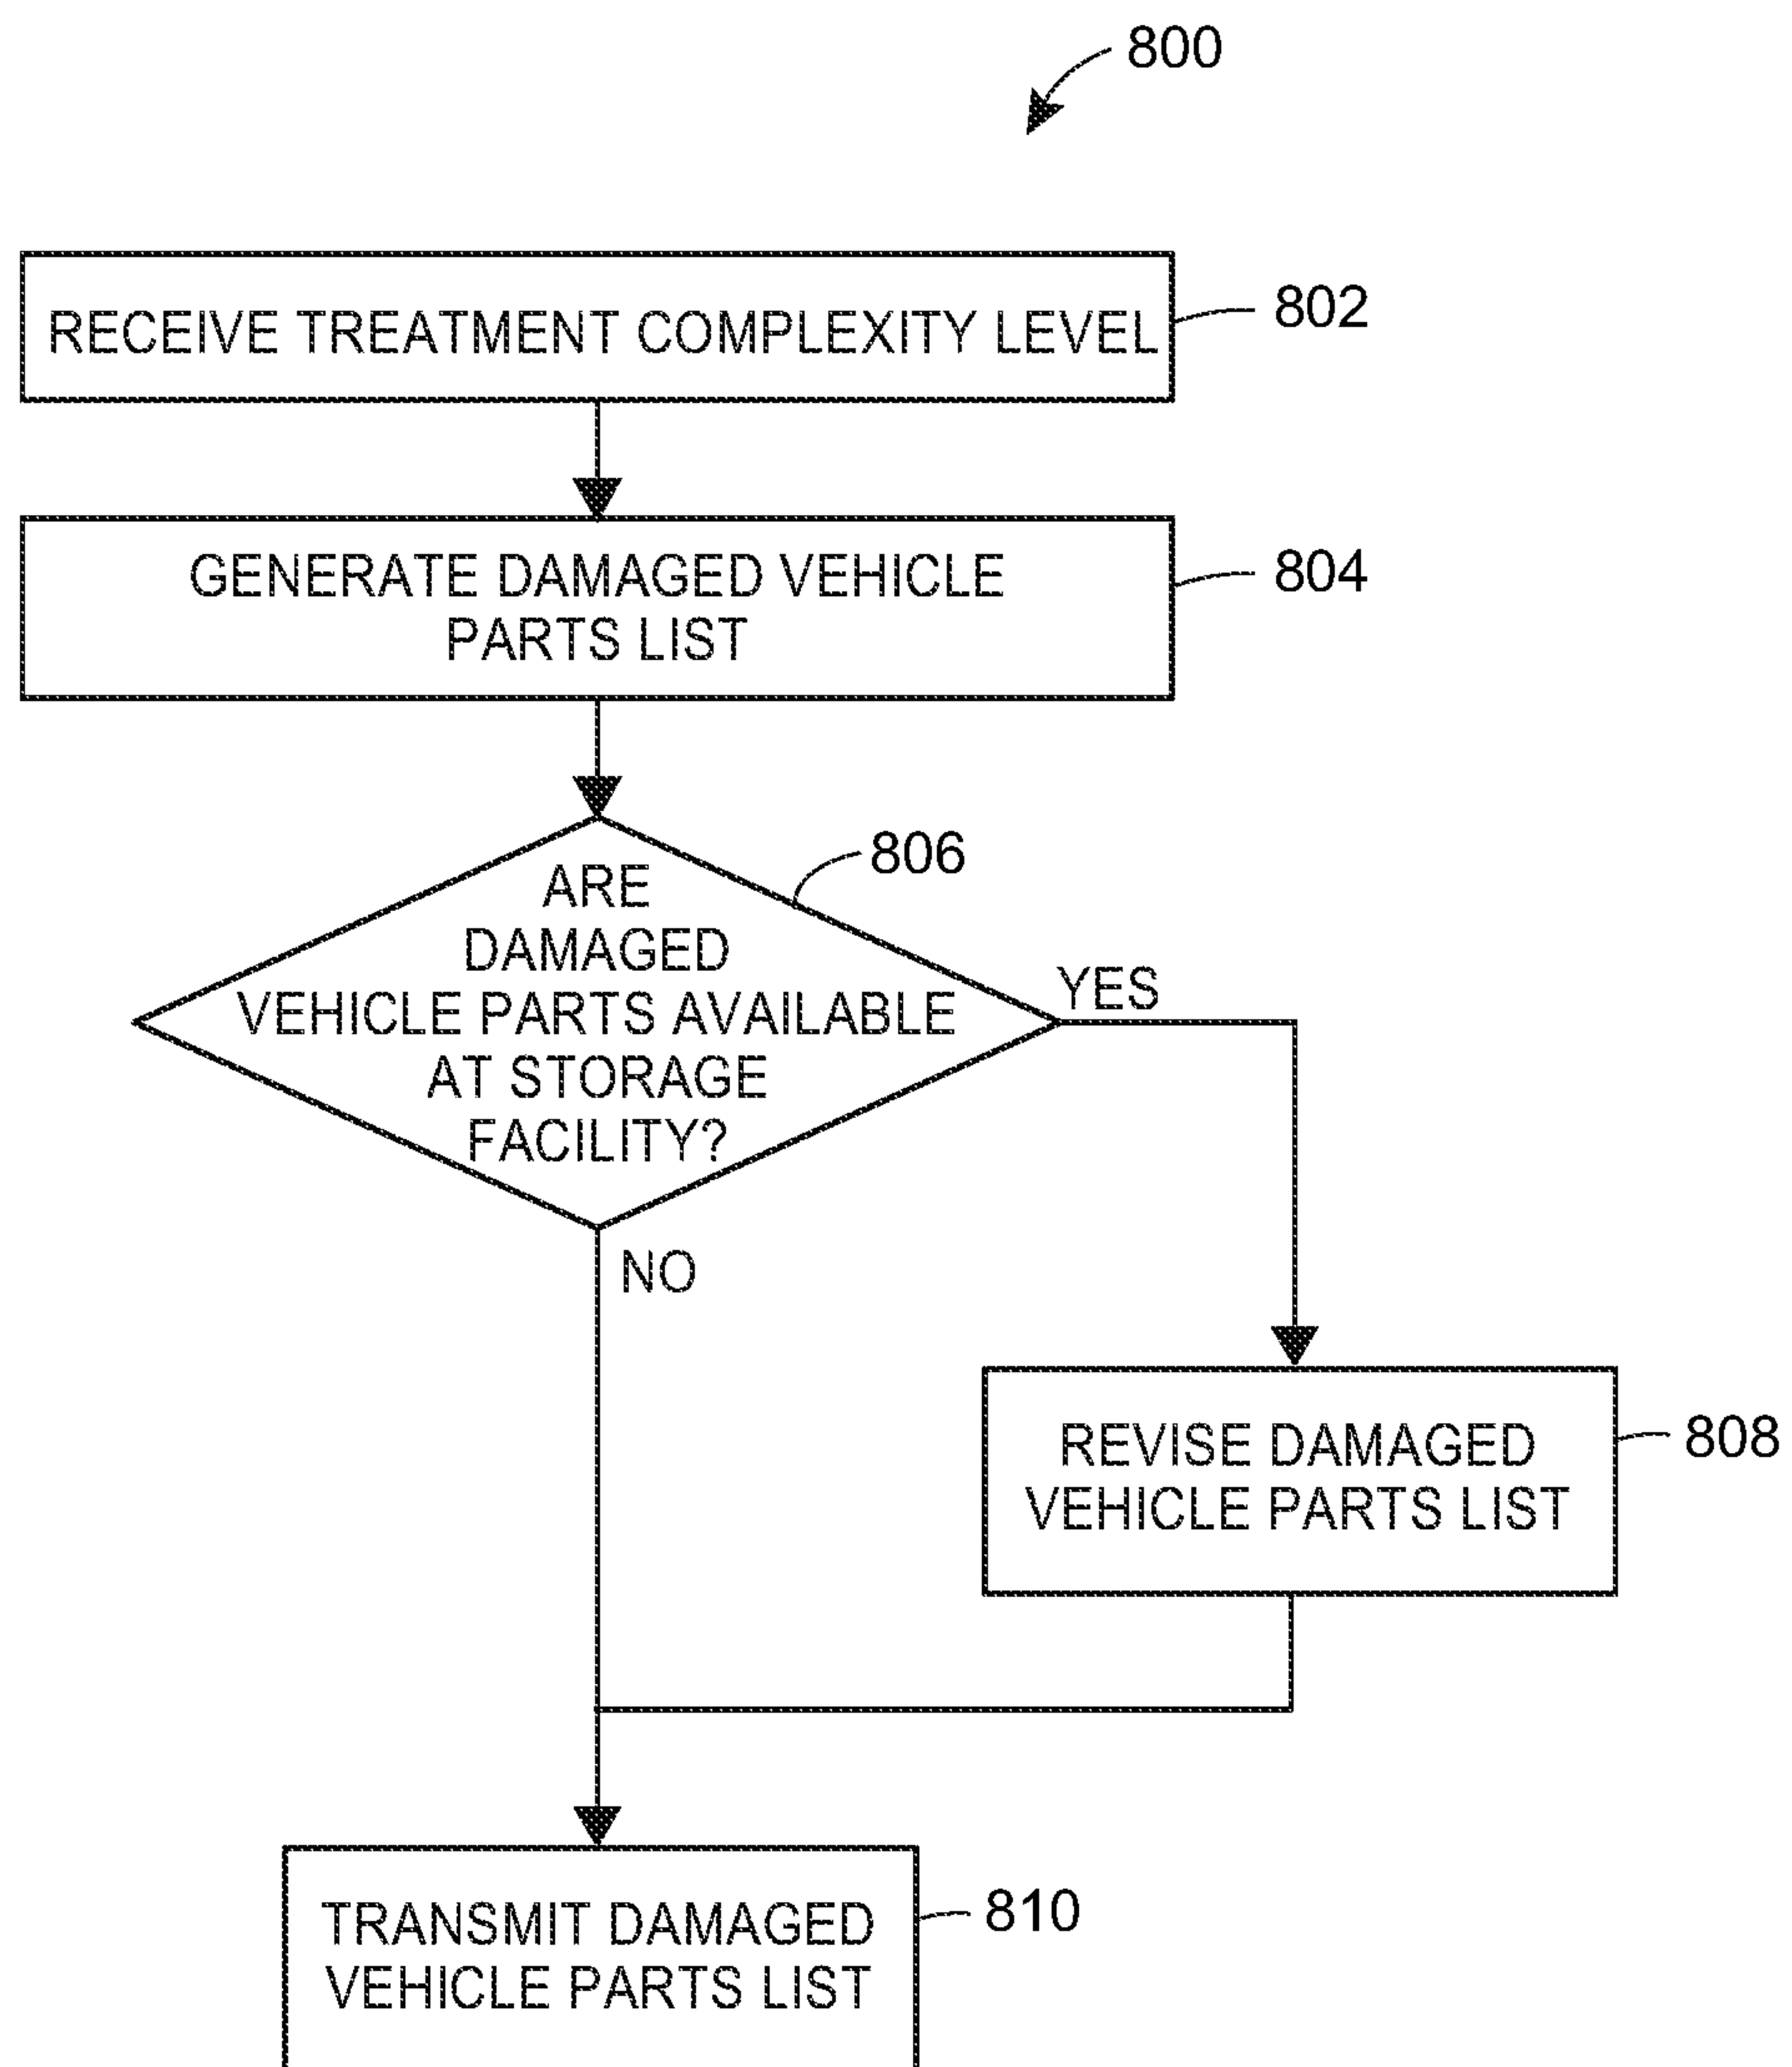 800
RECEIVE TREATMENT COMPLEXITY LEVEL
802
GENERATE DAMAGED VEHICLE
PARTS LIST
804
ARE
DAMAGED
VEHICLE PARTS AVAILABLE
AT STORAGE
FACILITY?
806
YES
NO
REVISE DAMAGED
VEHICLE PARTS LIST
808
TRANSMIT DAMAGED
VEHICLE PARTS LIST
810